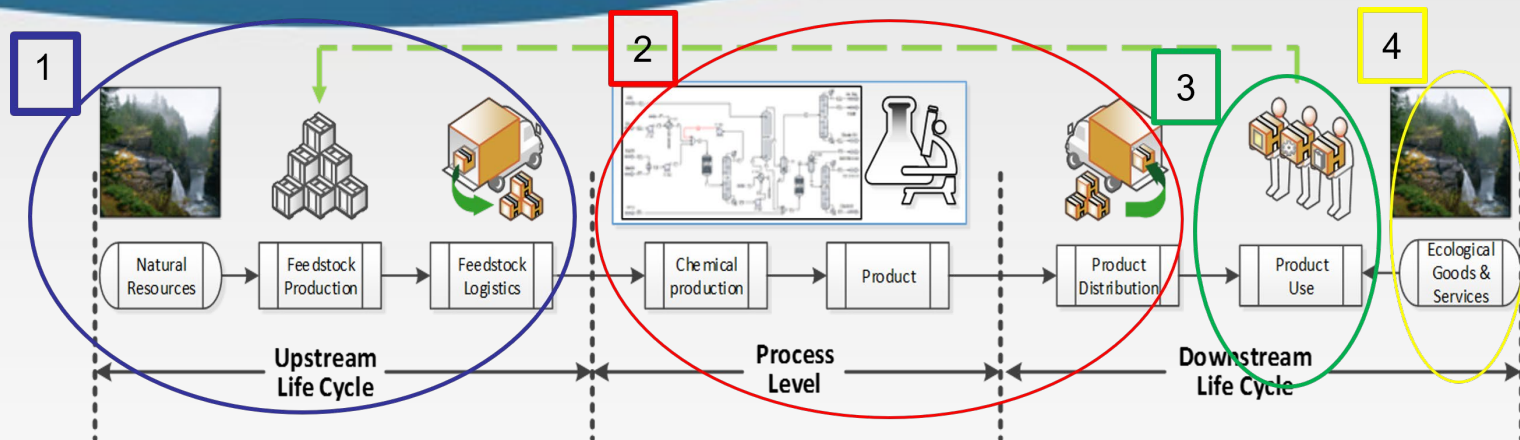 1
2
3
4
Natural
Resources
Feedstock
Production
Feedstock
Logistics
Chemical
production
Product
Product
Distribution
Product
Use
Ecological
Goods &
Services
Upstream
Life Cycle
Process
Level
Downstream
Life Cycle